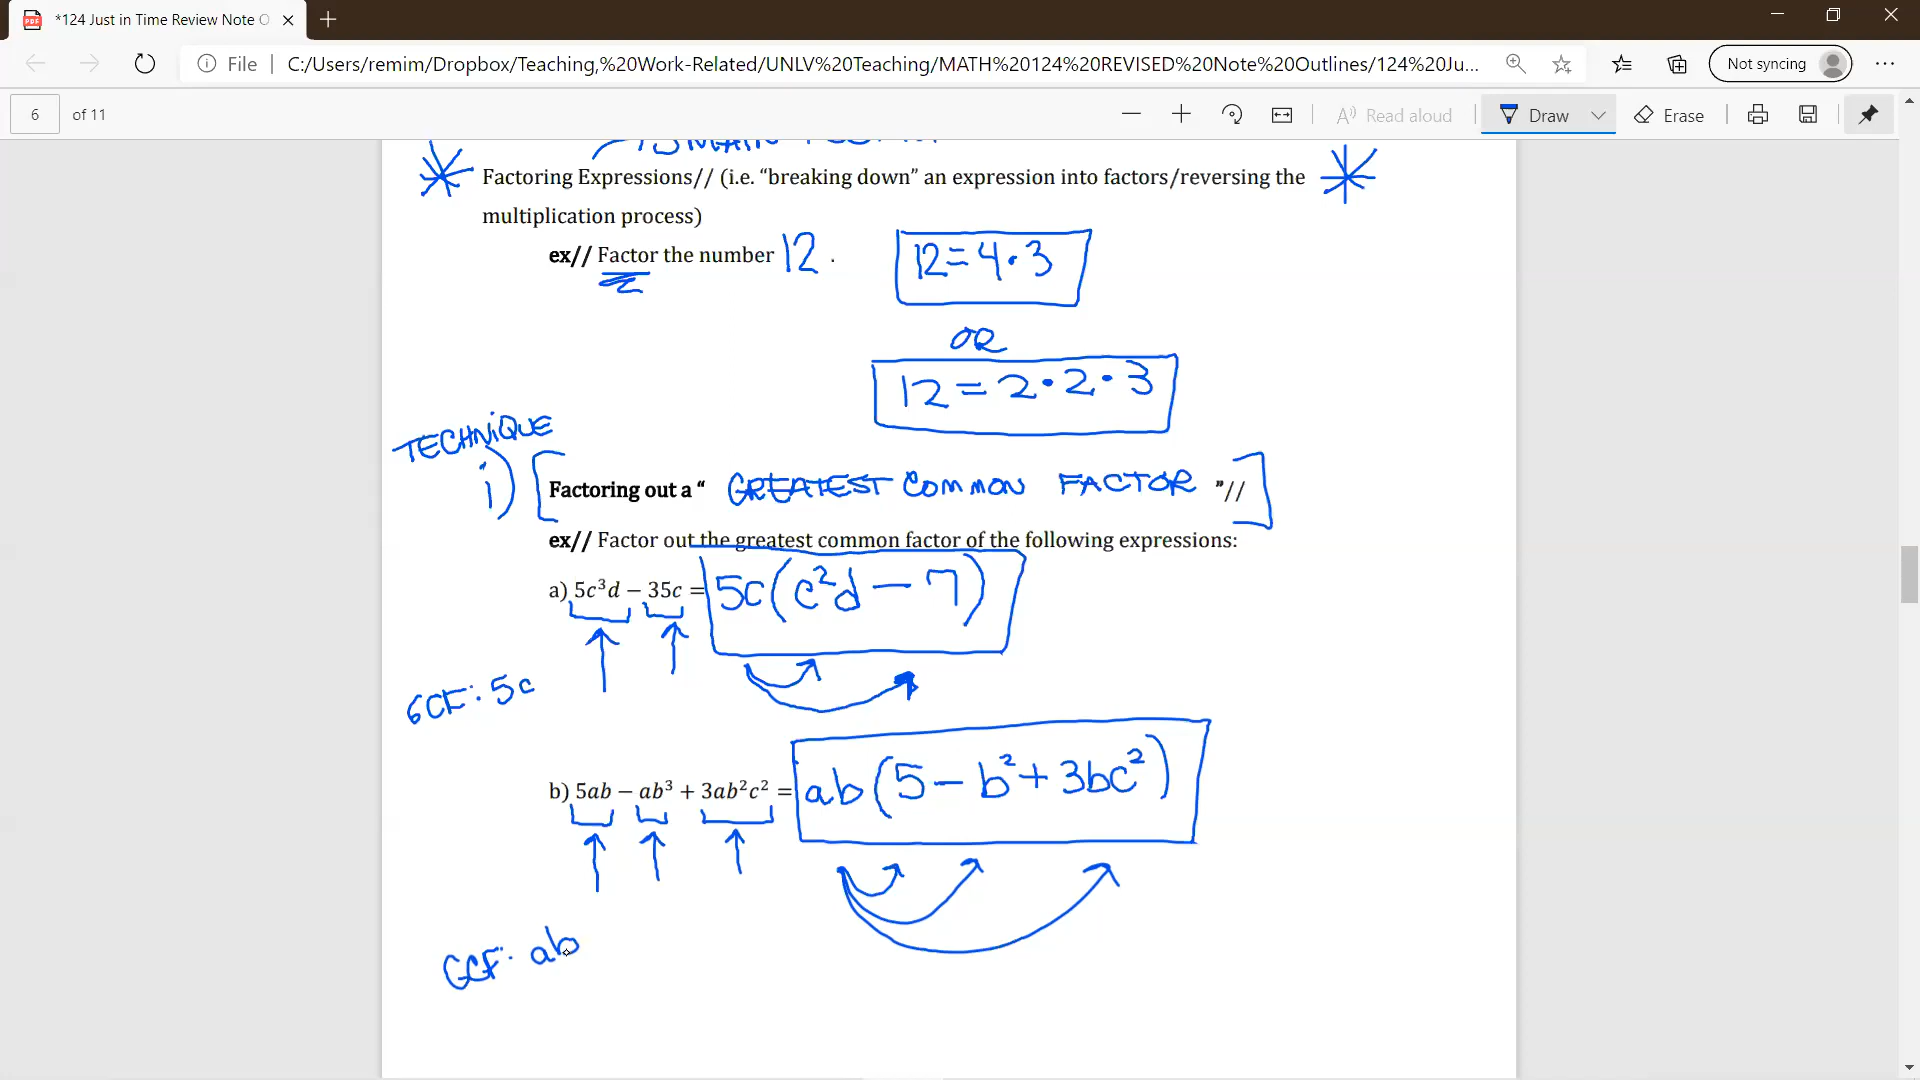 *124 Just in Time Review Note O
File
C:/Users/remim/Dropbox/Teaching,%20Work-Related/UNLV%20Teaching/MATH%20124%20REVISED%20Note%20Outlines/124%20Ju...
Not syncing
6 of 11
Read aloud
Draw
Erase
Factoring Expressions// (i.e. “breaking down” an expression into factors/reversing the
multiplication process)
ex// Factor the number 12 .
12 = 4 • 3
OR
12 = 2 • 2 • 3
TECHNIQUE
i) [Factoring out a “ GREATEST COMMON FACTOR ”//]
ex// Factor out the greatest common factor of the following expressions:
a) 5c³d − 35c = 5c(c²d − 7)
GCF: 5c
b) 5ab − ab³ + 3ab²c² = ab(5 − b² + 3bc²)
GCF: ab